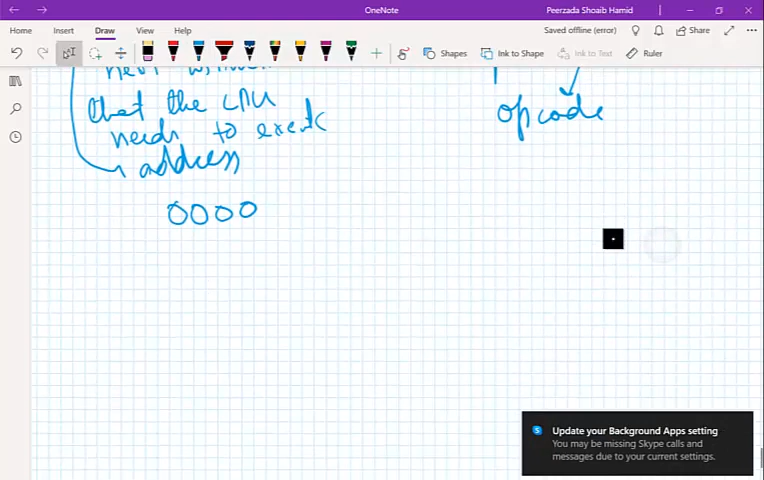 OneNote
Peerzada Shoaib Hamid
Home Insert Draw View Help
Saved offline (error) Share
Shapes Ink to Shape Ink to Text Ruler
that the CPU
needs to
address
0000
opcode
Update your Background Apps setting
You may be missing Skype calls and
messages due to your current settings.